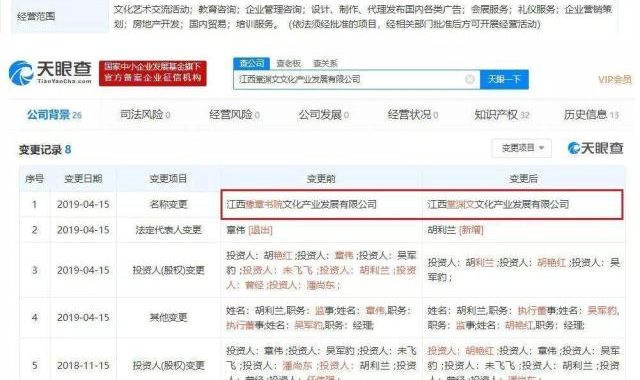 文化艺术交流活动；教育咨询；企业管理咨询；设计、制作、代理发布国内各类广告；会展服务；礼仪服务；企业营销策
经营范围
划；房地产开发；国内贸易；培训服务。（依法须经批准的项目，经相关部门批准后方可开展经营活动）
天眼查
TianYanCha.com
国家中小企业发展基金旗下
官方备案企业征信机构
查公司 查老板 查关系
江西堂渊文文化产业发展有限公司
天眼一下
VIP会员
公司背景 26 司法风险 0 经营风险 0 公司发展 0 经营状况 0 知识产权 32 历史信息 13
变更记录 8
变更项目
天眼查
序号 变更日期 变更项目 变更前 变更后
1 2019-04-15 名称变更 江西豫章书院文化产业发展有限公司 江西堂渊文文化产业发展有限公司
2 2019-04-15 法定代表人变更 章伟 [退出] 胡利兰 [新增]
3 2019-04-15 投资人(股权)变更
投资人：胡艳红 ;投资人：章伟 ;投资人：吴军
豹 ;投资人：未飞飞 ;投资人：胡利兰 ;投资人：
曾经 ;投资人：潘尚东 ;
投资人：胡利兰 ;投资人：胡艳红 ;投资人：吴军
豹 ;
4 2019-04-15 其他变更
姓名：胡利兰,职务：监事;姓名：章伟,职务：
执行董事;姓名：吴军豹,职务：经理;
姓名：胡利兰,职务：执行董事;姓名：吴军豹,职
务：监事;姓名：胡艳红,职务：经理;
5 2018-11-15 投资人(股权)变更
投资人：章伟 ;投资人：吴军豹 ;投资人：未飞
飞 ;投资人：潘尚东 ;投资人：胡利兰 ;投资人：
投资人：胡艳红 ;投资人：章伟 ;投资人：吴军
豹 ;投资人：未飞飞 ;投资人：胡利兰 ;投资人：